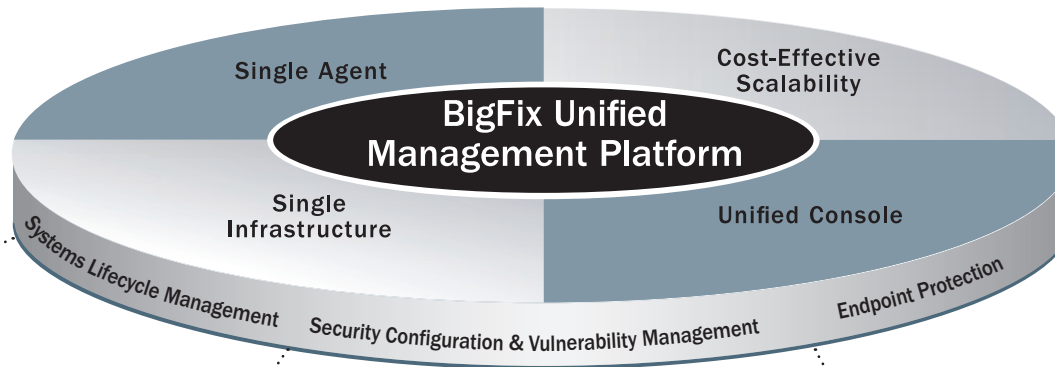 Single Agent
Cost-Effective
Scalability
BigFix Unified
Management Platform
Single
Infrastructure
Unified Console
Systems Lifecycle Management
Security Configuration & Vulnerability Management
Endpoint Protection